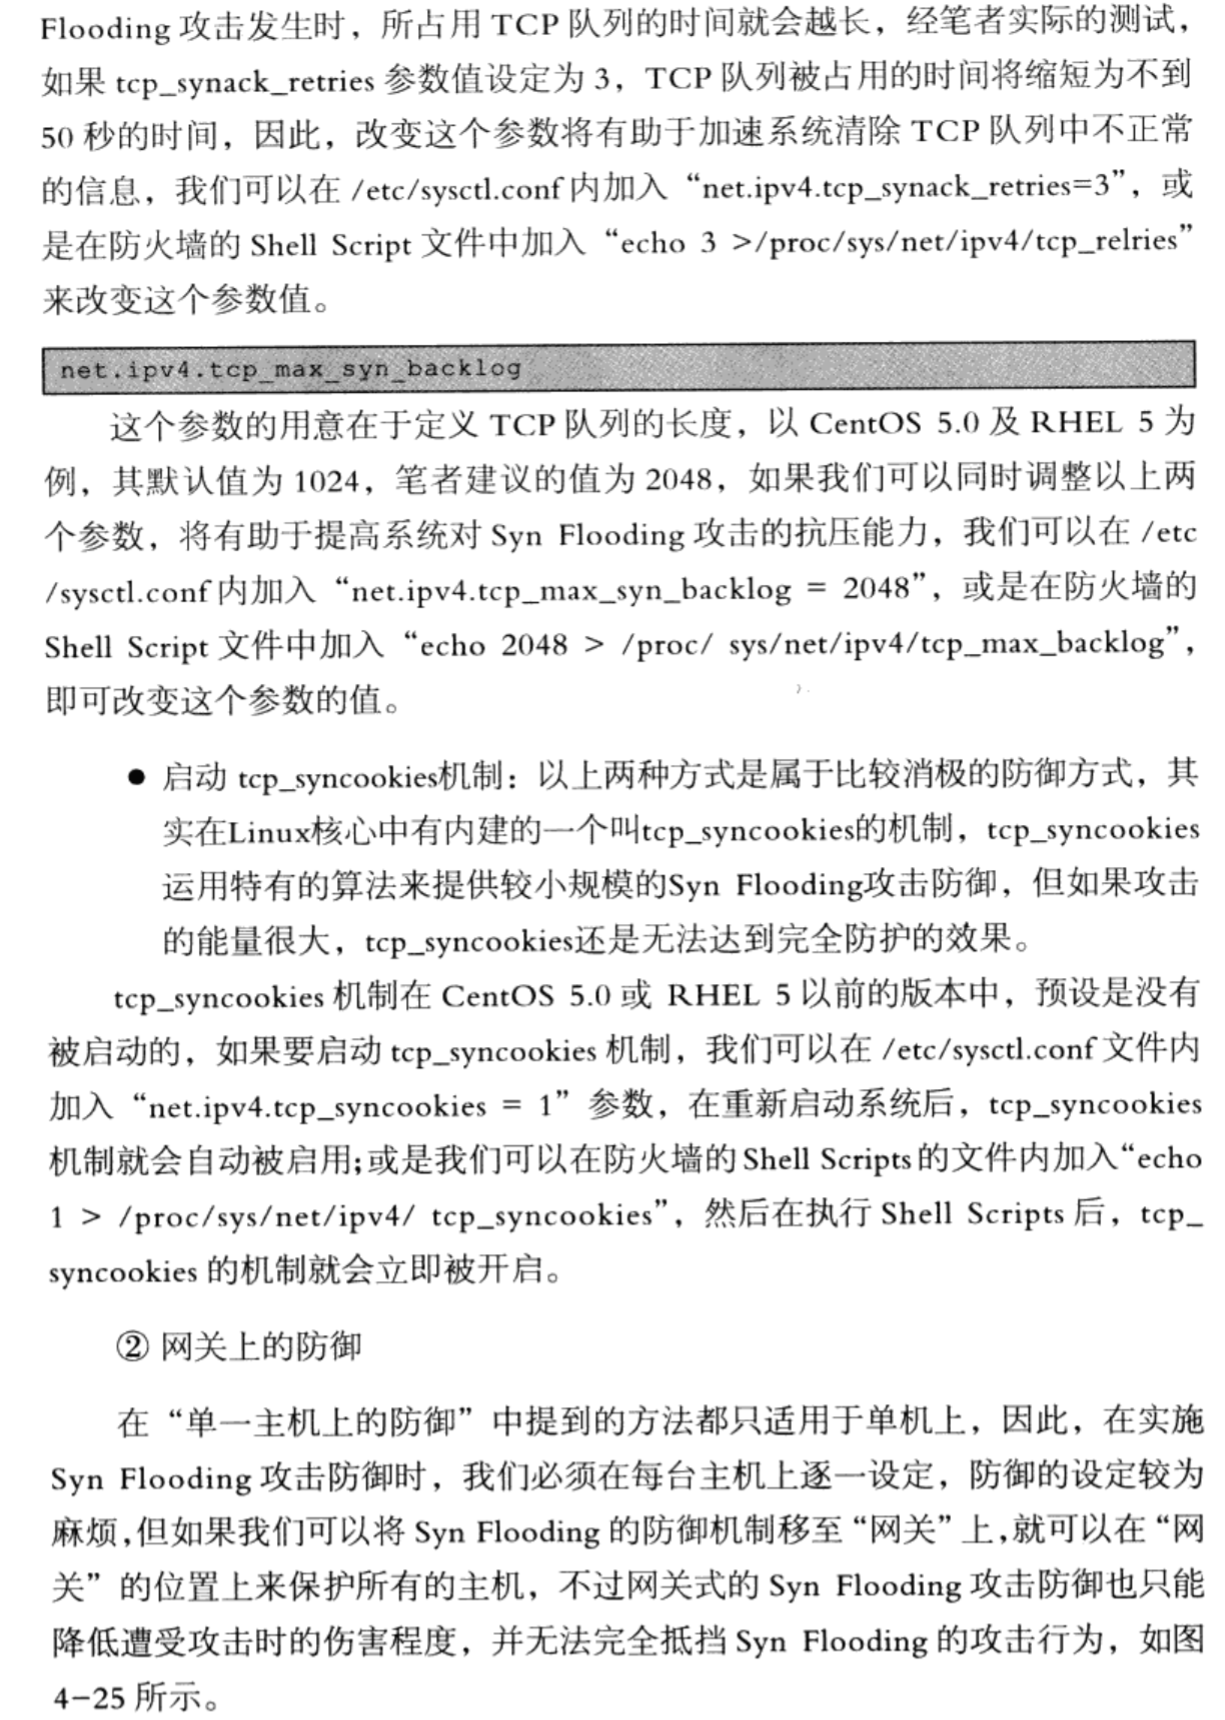 Flooding 攻击发生时，所占用 TCP 队列的时间就会越长，经笔者实际的测试，
如果 tcp_synack_retries 参数值设定为 3，TCP 队列被占用的时间将缩短为不到
50 秒的时间，因此，改变这个参数将有助于加速系统清除 TCP 队列中不正常
的信息，我们可以在 /etc/sysctl.conf 内加入“net.ipv4.tcp_synack_retries=3”，或
是在防火墙的 Shell Script 文件中加入“echo 3 >/proc/sys/net/ipv4/tcp_relries”
来改变这个参数值。
net.ipv4.tcp_max_syn_backlog
这个参数的用意在于定义 TCP 队列的长度，以 CentOS 5.0 及 RHEL 5 为
例，其默认值为 1024，笔者建议的值为 2048，如果我们可以同时调整以上两
个参数，将有助于提高系统对 Syn Flooding 攻击的抗压能力，我们可以在 /etc
/sysctl.conf 内加入“net.ipv4.tcp_max_syn_backlog = 2048”，或是在防火墙的
Shell Script 文件中加入“echo 2048 > /proc/ sys/net/ipv4/tcp_max_backlog”，
即可改变这个参数的值。
● 启动 tcp_syncookies机制：以上两种方式是属于比较消极的防御方式，其
实在Linux核心中有内建的一个叫tcp_syncookies的机制，tcp_syncookies
运用特有的算法来提供较小规模的Syn Flooding攻击防御，但如果攻击
的能量很大，tcp_syncookies还是无法达到完全防护的效果。
tcp_syncookies 机制在 CentOS 5.0 或 RHEL 5 以前的版本中，预设是没有
被启动的，如果要启动 tcp_syncookies 机制，我们可以在 /etc/sysctl.conf 文件内
加入“net.ipv4.tcp_syncookies = 1”参数，在重新启动系统后，tcp_syncookies
机制就会自动被启用;或是我们可以在防火墙的 Shell Scripts 的文件内加入“echo
1 > /proc/sys/net/ipv4/ tcp_syncookies”，然后在执行 Shell Scripts 后，tcp_
syncookies 的机制就会立即被开启。
② 网关上的防御
在“单一主机上的防御”中提到的方法都只适用于单机上，因此，在实施
Syn Flooding 攻击防御时，我们必须在每台主机上逐一设定，防御的设定较为
麻烦,但如果我们可以将 Syn Flooding 的防御机制移至“网关”上,就可以在“网
关”的位置上来保护所有的主机，不过网关式的 Syn Flooding 攻击防御也只能
降低遭受攻击时的伤害程度，并无法完全抵挡 Syn Flooding 的攻击行为，如图
4-25 所示。